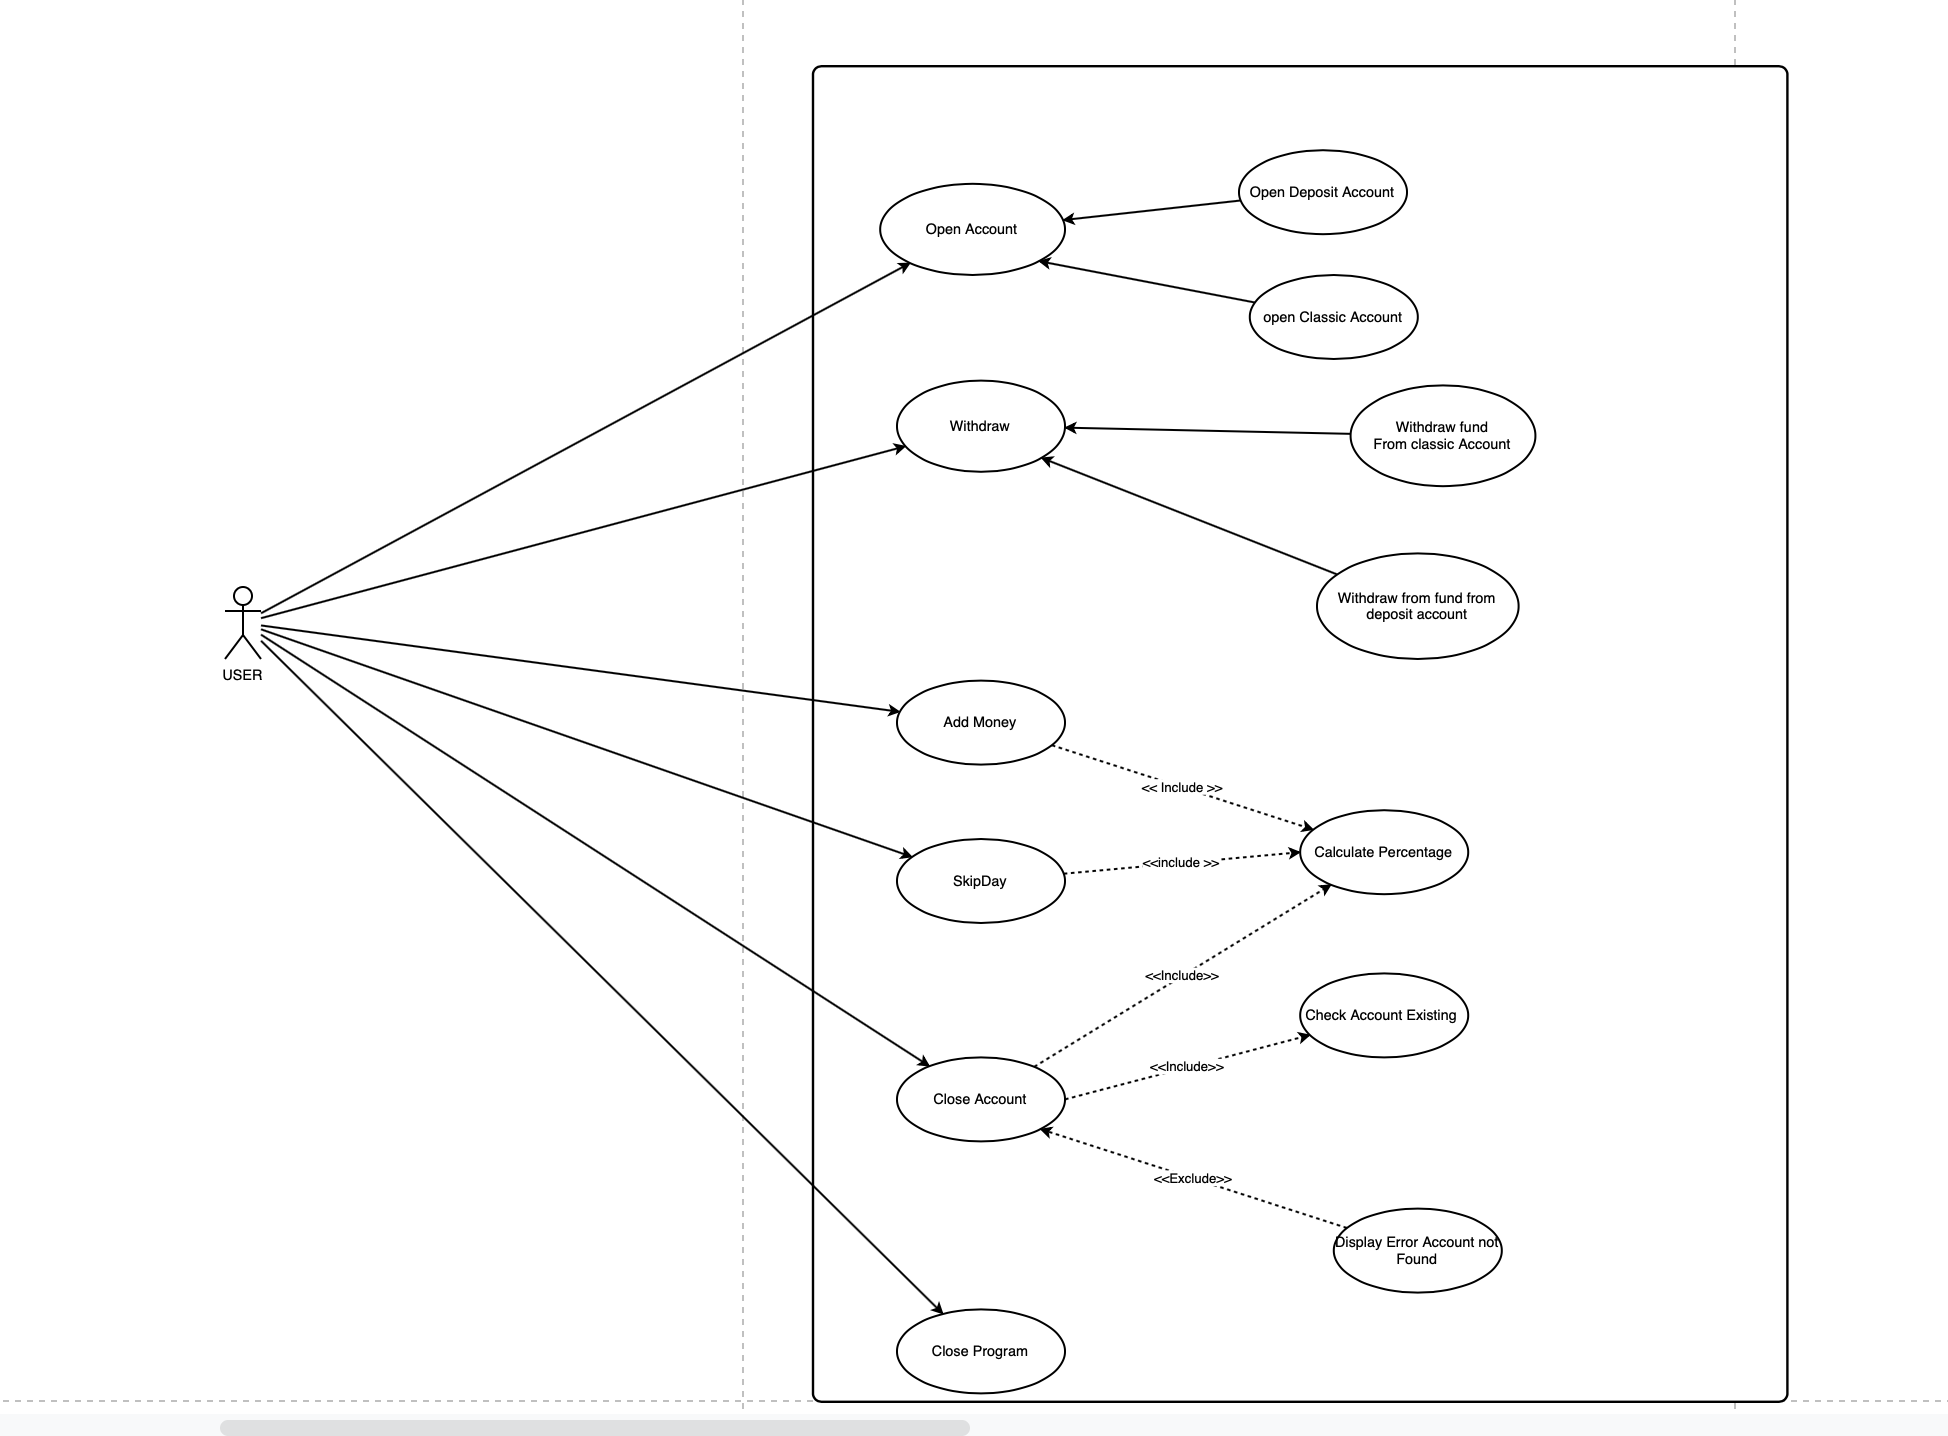 Open Deposit Account
Open Account
open Classic Account
Withdraw
Withdraw fund
From classic Account
Withdraw from fund from
deposit account
USER
Add Money
<< Include >>
Calculate Percentage
<<include >>
SkipDay
<<Include>>
Check Account Existing
<<Include>>
Close Account
<<Exclude>>
Display Error Account not
Found
Close Program